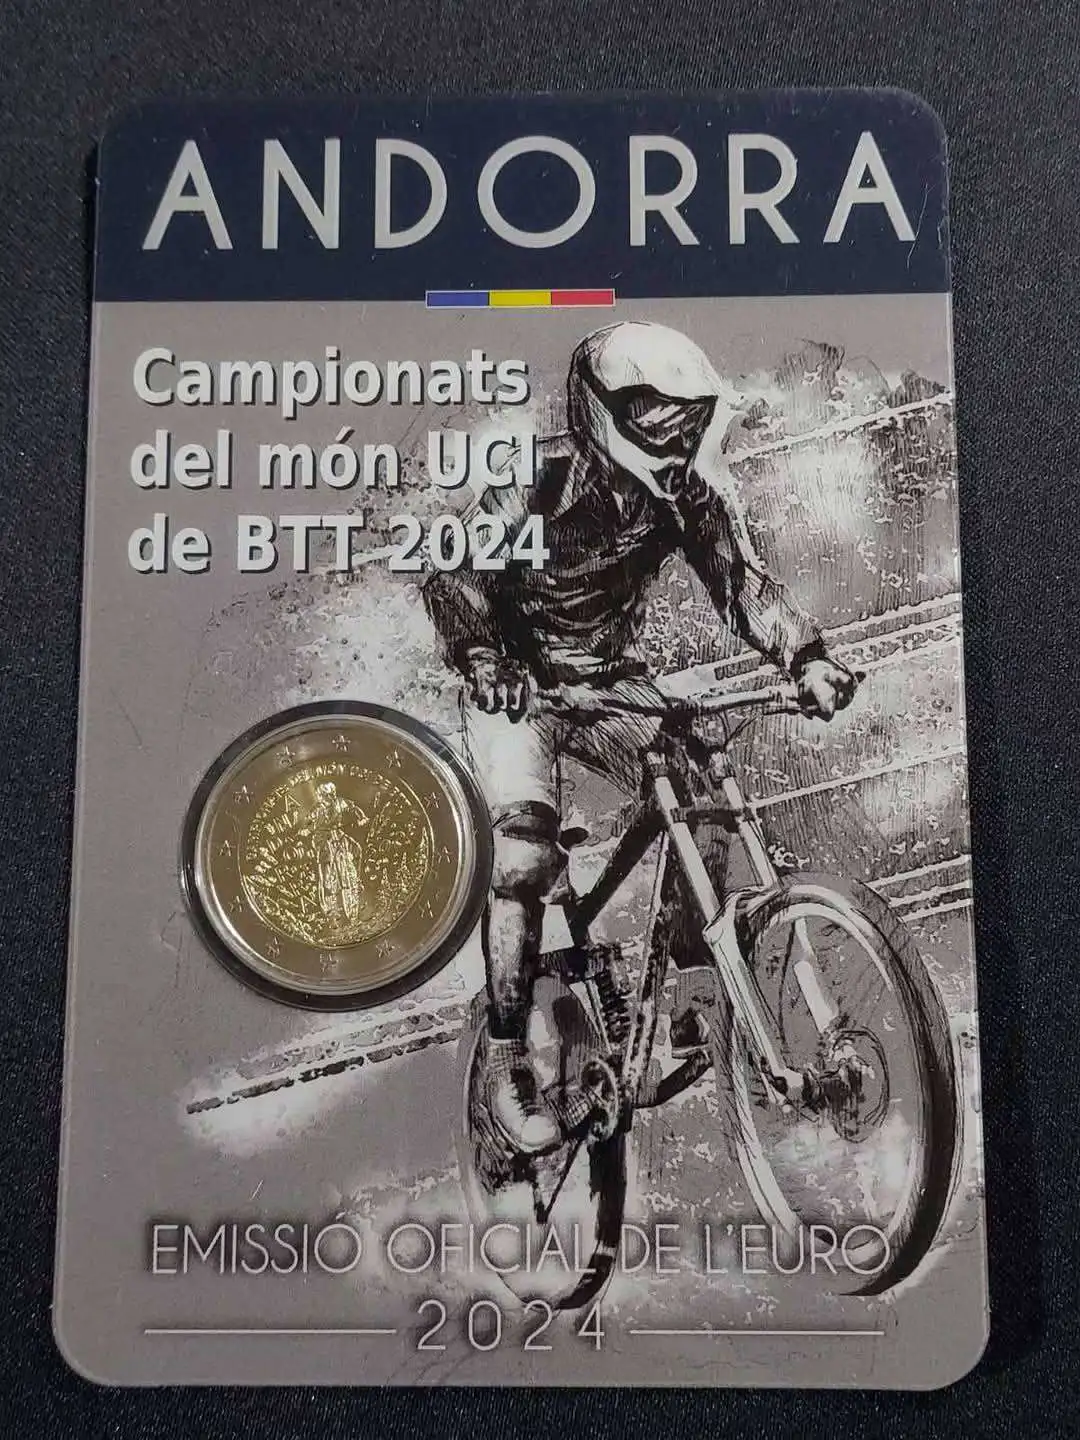 ANDORRA
Campionats
del món UCI
de BTT 2024
EMISSIÓ OFICIAL DE L'EURO
2024